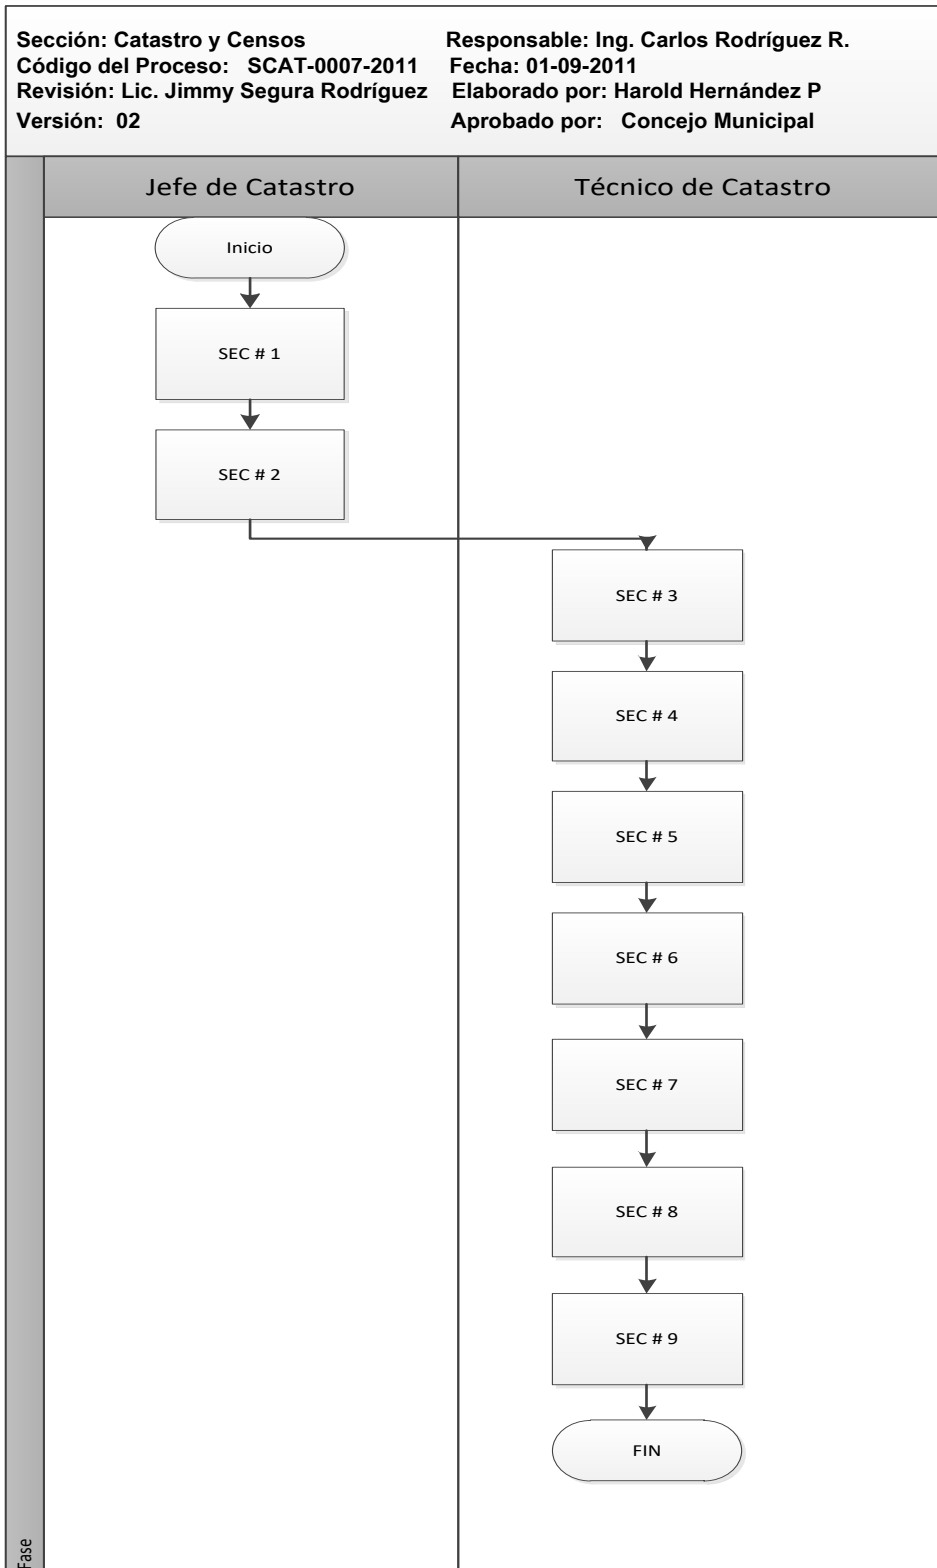 Sección: Catastro y Censos Responsable: Ing. Carlos Rodríguez R.
Código del Proceso: SCAT-0007-2011 Fecha: 01-09-2011
Revisión: Lic. Jimmy Segura Rodríguez Elaborado por: Harold Hernández P
Versión: 02 Aprobado por: Concejo Municipal
Jefe de Catastro Técnico de Catastro
Inicio
SEC # 1
SEC # 2
SEC # 3
SEC # 4
SEC # 5
SEC # 6
SEC # 7
SEC # 8
SEC # 9
FIN
Fase